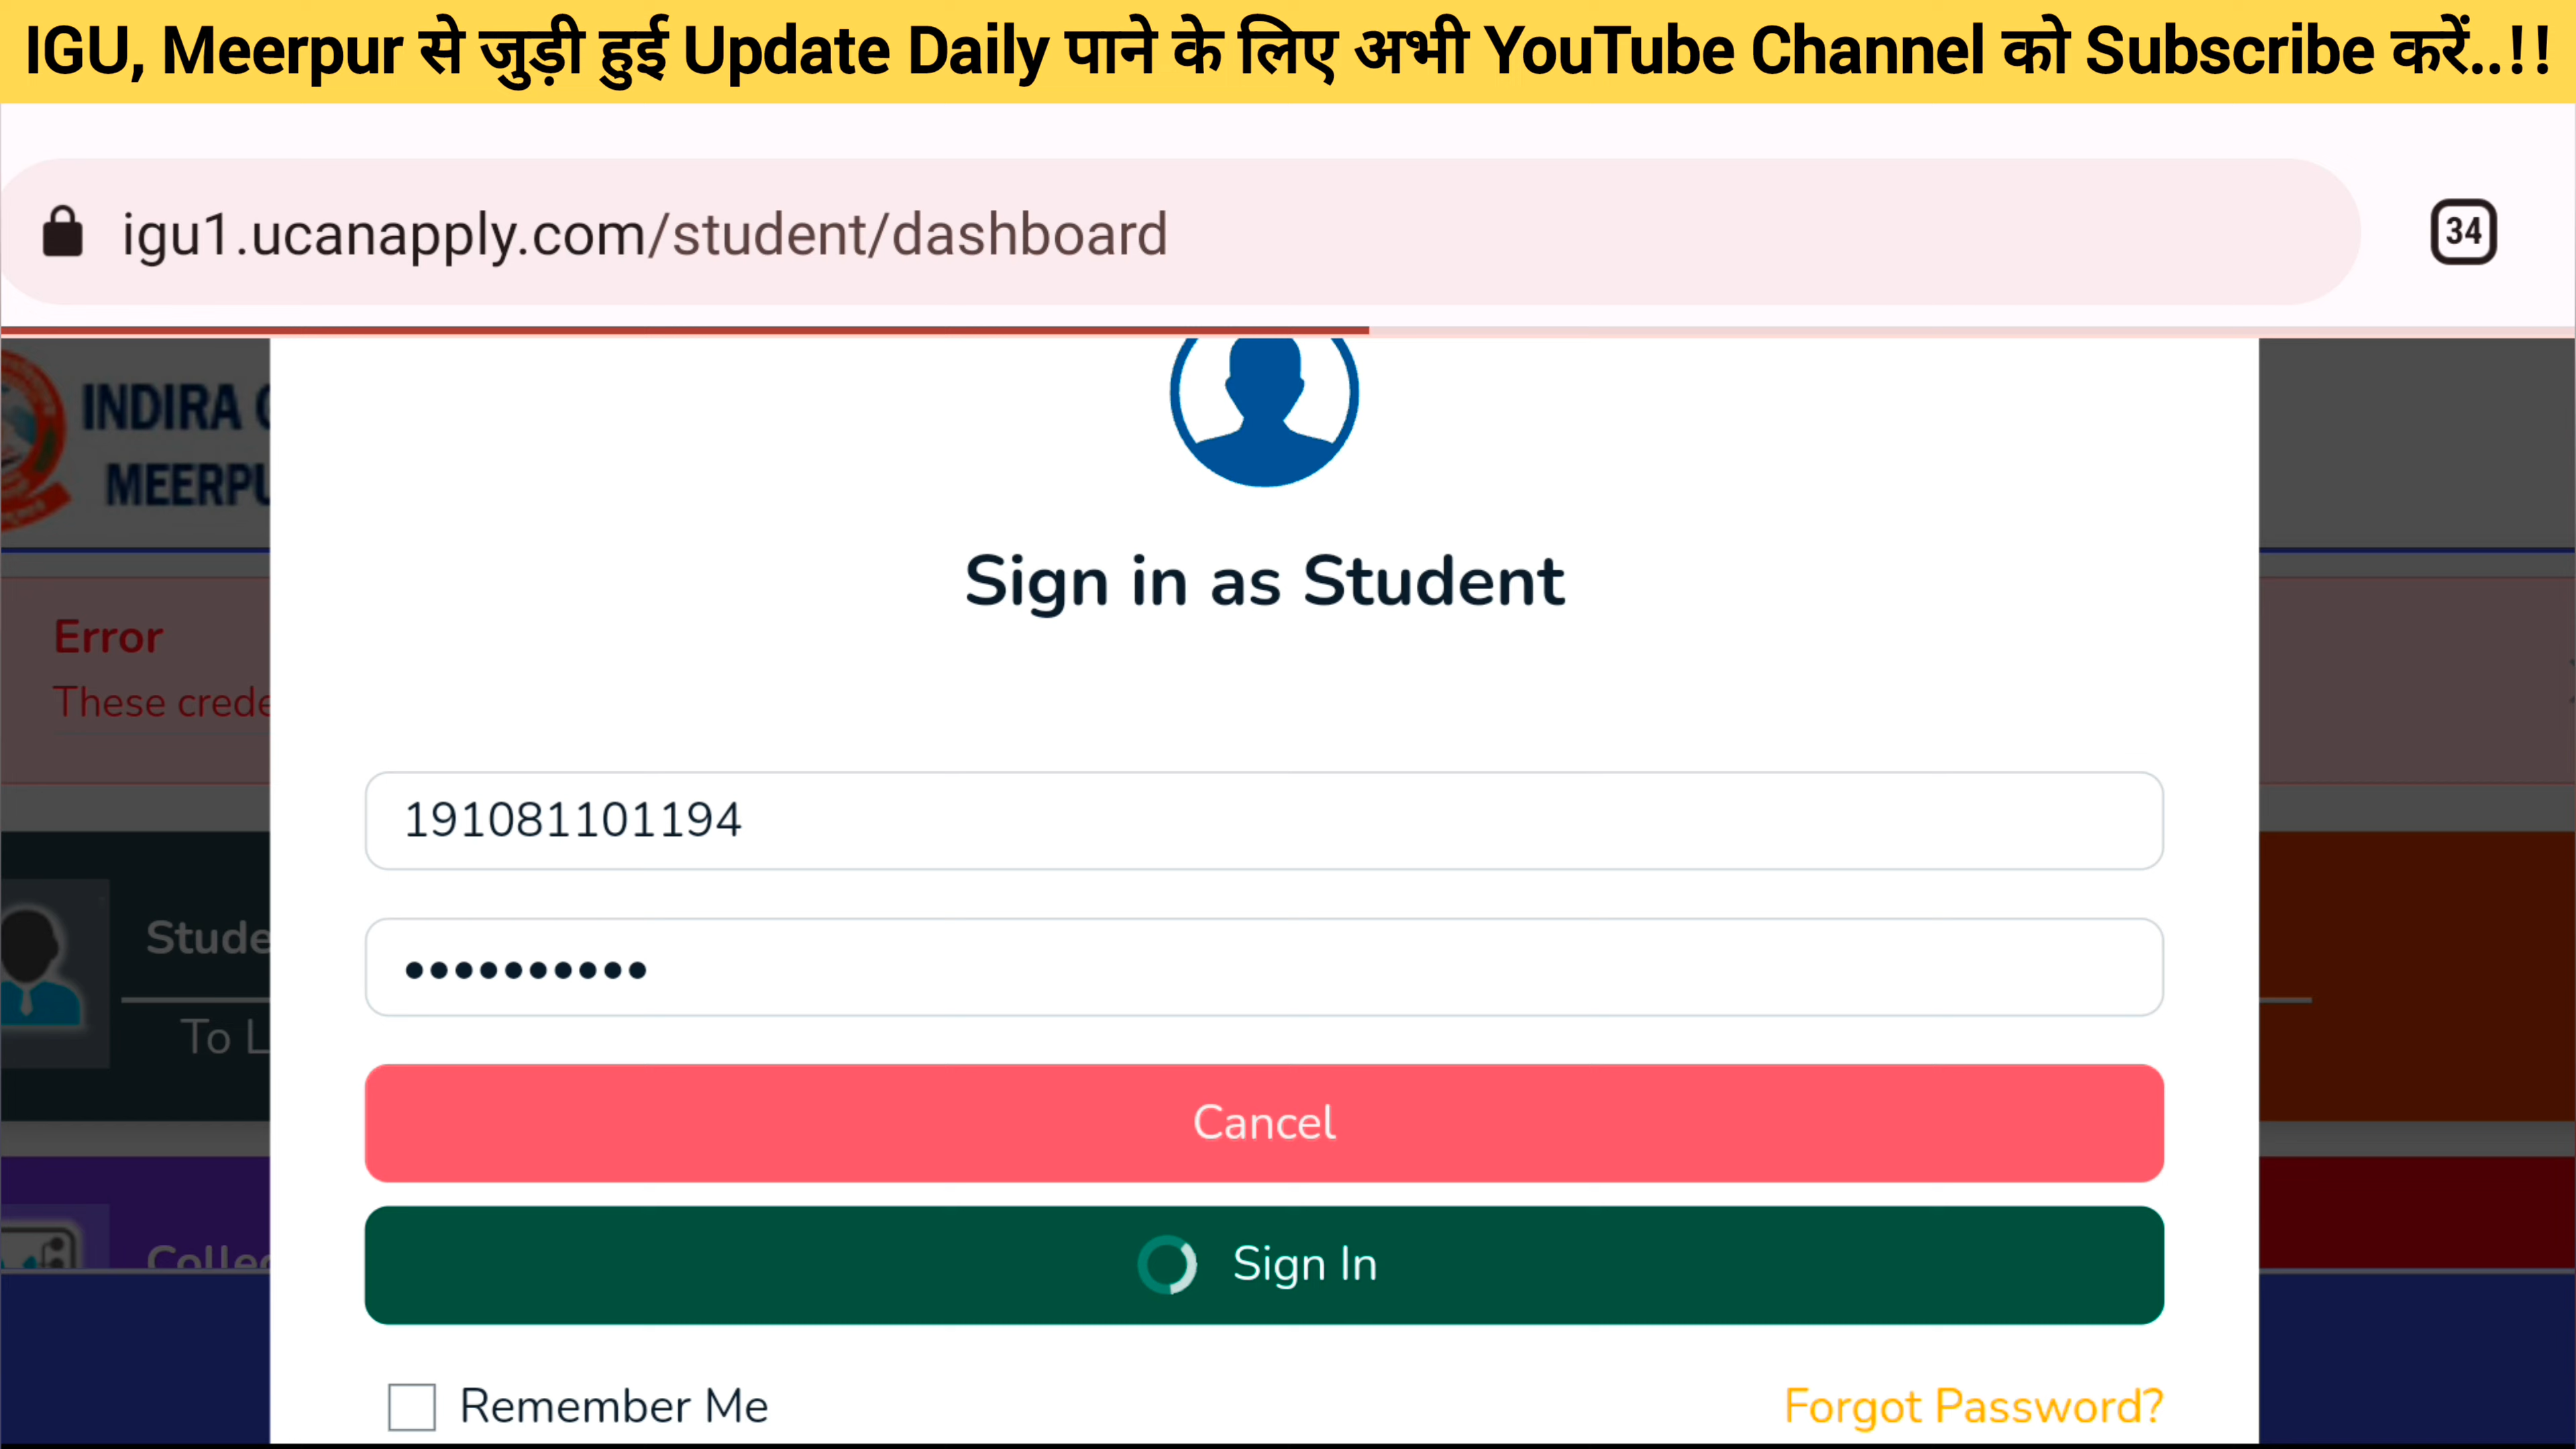 IGU, Meerpur से जुड़ी हुई Update Daily पाने के लिए अभी YouTube Channel को Subscribe करें..!!
igu1.ucanapply.com/student/dashboard
34
INDIRA
MEERPU
Sign in as Student
Error
These crede
191081101194
Stude
••••••••••
To L
Cancel
Colle
Sign In
Remember Me
Forgot Password?